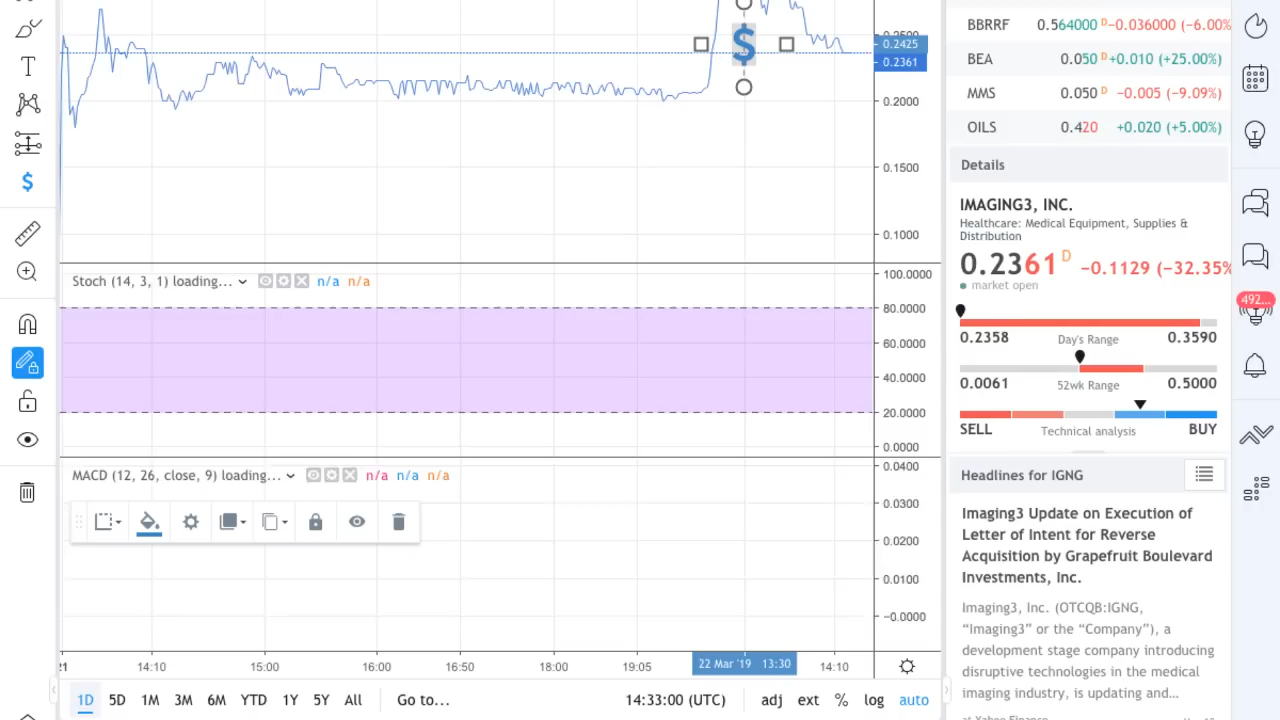 BBRRF 0.564000 D −0.036000 (−6.00%
BEA 0.050 D +0.010 (+25.00%)
MMS 0.050 D −0.005 (−9.09%)
OILS 0.420 +0.020 (+5.00%)
Details
IMAGING3, INC.
Healthcare: Medical Equipment, Supplies &
Distribution
0.2361 D −0.1129 (−32.35%
market open
0.2358 Day's Range 0.3590
0.0061 52wk Range 0.5000
SELL Technical analysis BUY
Headlines for IGNG
Imaging3 Update on Execution of
Letter of Intent for Reverse
Acquisition by Grapefruit Boulevard
Investments, Inc.
Imaging3, Inc. (OTCQB:IGNG,
“Imaging3” or the “Company”), a
development stage company introducing
disruptive technologies in the medical
imaging industry, is updating and...
at Yahoo Finance
492...
T
$
$
0.2425
0.2361
0.2000
0.1500
0.1000
Stoch (14, 3, 1) loading... n/a n/a
100.0000
80.0000
60.0000
40.0000
20.0000
0.0000
MACD (12, 26, close, 9) loading... n/a n/a n/a
0.0400
0.0300
0.0200
0.0100
−0.0000
21 14:10 15:00 16:00 16:50 18:00 19:05 22 Mar '19 13:30 14:10
1D 5D 1M 3M 6M YTD 1Y 5Y All Go to... 14:33:00 (UTC) adj ext % log auto